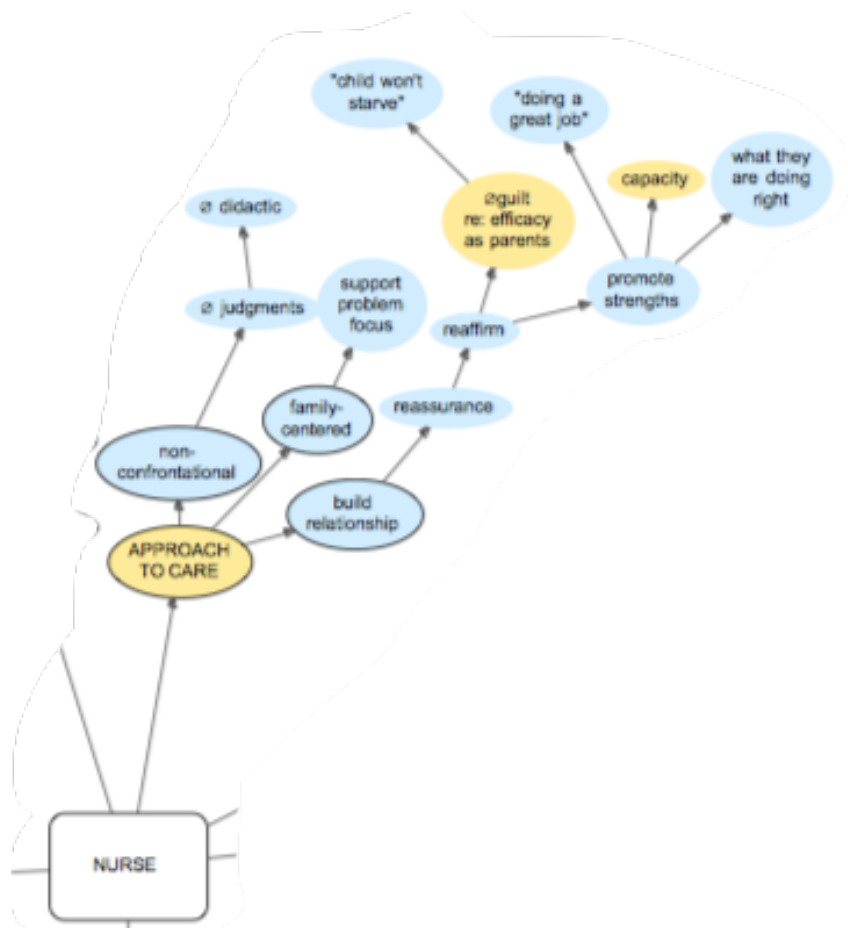 "child won't
starve"
"doing a
great job"
what they
are doing
right
capacity
∅guilt
re: efficacy
as parents
∅ didactic
support
problem
focus
promote
strengths
∅ judgments
reaffirm
family-
centered
reassurance
non-
confrontational
build
relationship
APPROACH
TO CARE
NURSE